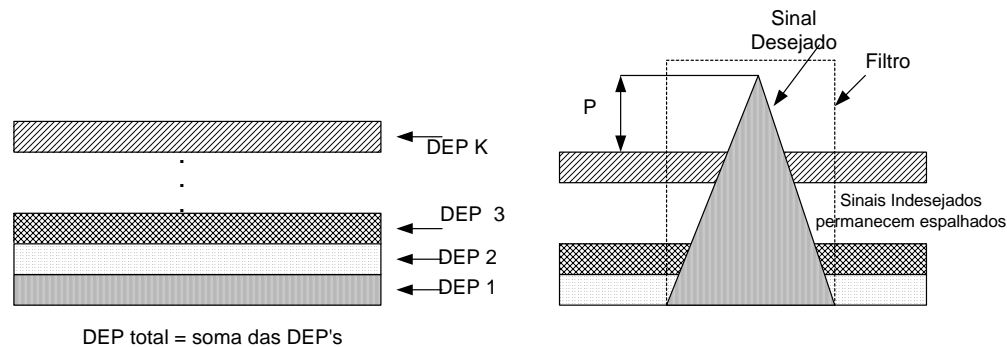 DEP K
DEP 3
DEP 2
DEP 1
DEP total = soma das DEP's
Sinal
Desejado
Filtro
P
Sinais Indesejados
permanecem espalhados